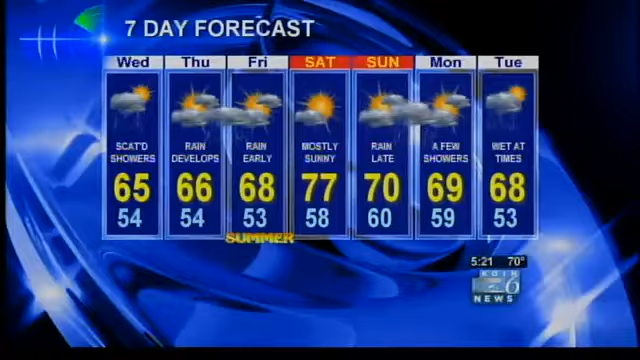 7 DAY FORECAST
Wed Thu Fri SAT SUN Mon Tue
SCAT'D SHOWERS
RAIN DEVELOPS
RAIN EARLY
MOSTLY SUNNY
RAIN LATE
A FEW SHOWERS
WET AT TIMES
65 66 68 77 70 69 68
54 54 53 58 60 59 53
SUMMER
5:21 70°
KOIN
6
NEWS